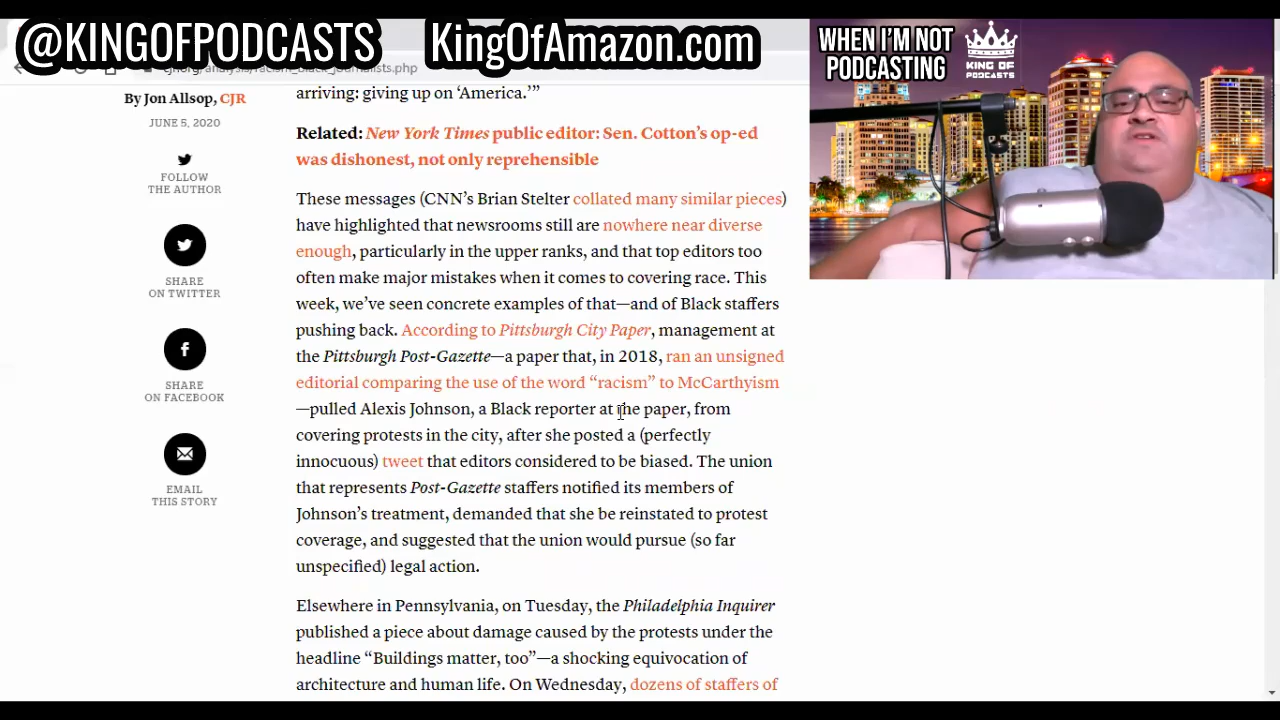 @KINGOFPODCASTS KingOfAmazon.com
WHEN I'M NOT
PODCASTING
KING OF
PODCASTS
arriving: giving up on ‘America.’”
By Jon Allsop, CJR
JUNE 5, 2020
FOLLOW
THE AUTHOR
SHARE
ON TWITTER
SHARE
ON FACEBOOK
EMAIL
THIS STORY
Related: New York Times public editor: Sen. Cotton’s op-ed
was dishonest, not only reprehensible
These messages (CNN’s Brian Stelter collated many similar pieces)
have highlighted that newsrooms still are nowhere near diverse
enough, particularly in the upper ranks, and that top editors too
often make major mistakes when it comes to covering race. This
week, we’ve seen concrete examples of that—and of Black staffers
pushing back. According to Pittsburgh City Paper, management at
the Pittsburgh Post-Gazette—a paper that, in 2018, ran an unsigned
editorial comparing the use of the word “racism” to McCarthyism
—pulled Alexis Johnson, a Black reporter at the paper, from
covering protests in the city, after she posted a (perfectly
innocuous) tweet that editors considered to be biased. The union
that represents Post-Gazette staffers notified its members of
Johnson’s treatment, demanded that she be reinstated to protest
coverage, and suggested that the union would pursue (so far
unspecified) legal action.
Elsewhere in Pennsylvania, on Tuesday, the Philadelphia Inquirer
published a piece about damage caused by the protests under the
headline “Buildings matter, too”—a shocking equivocation of
architecture and human life. On Wednesday, dozens of staffers of